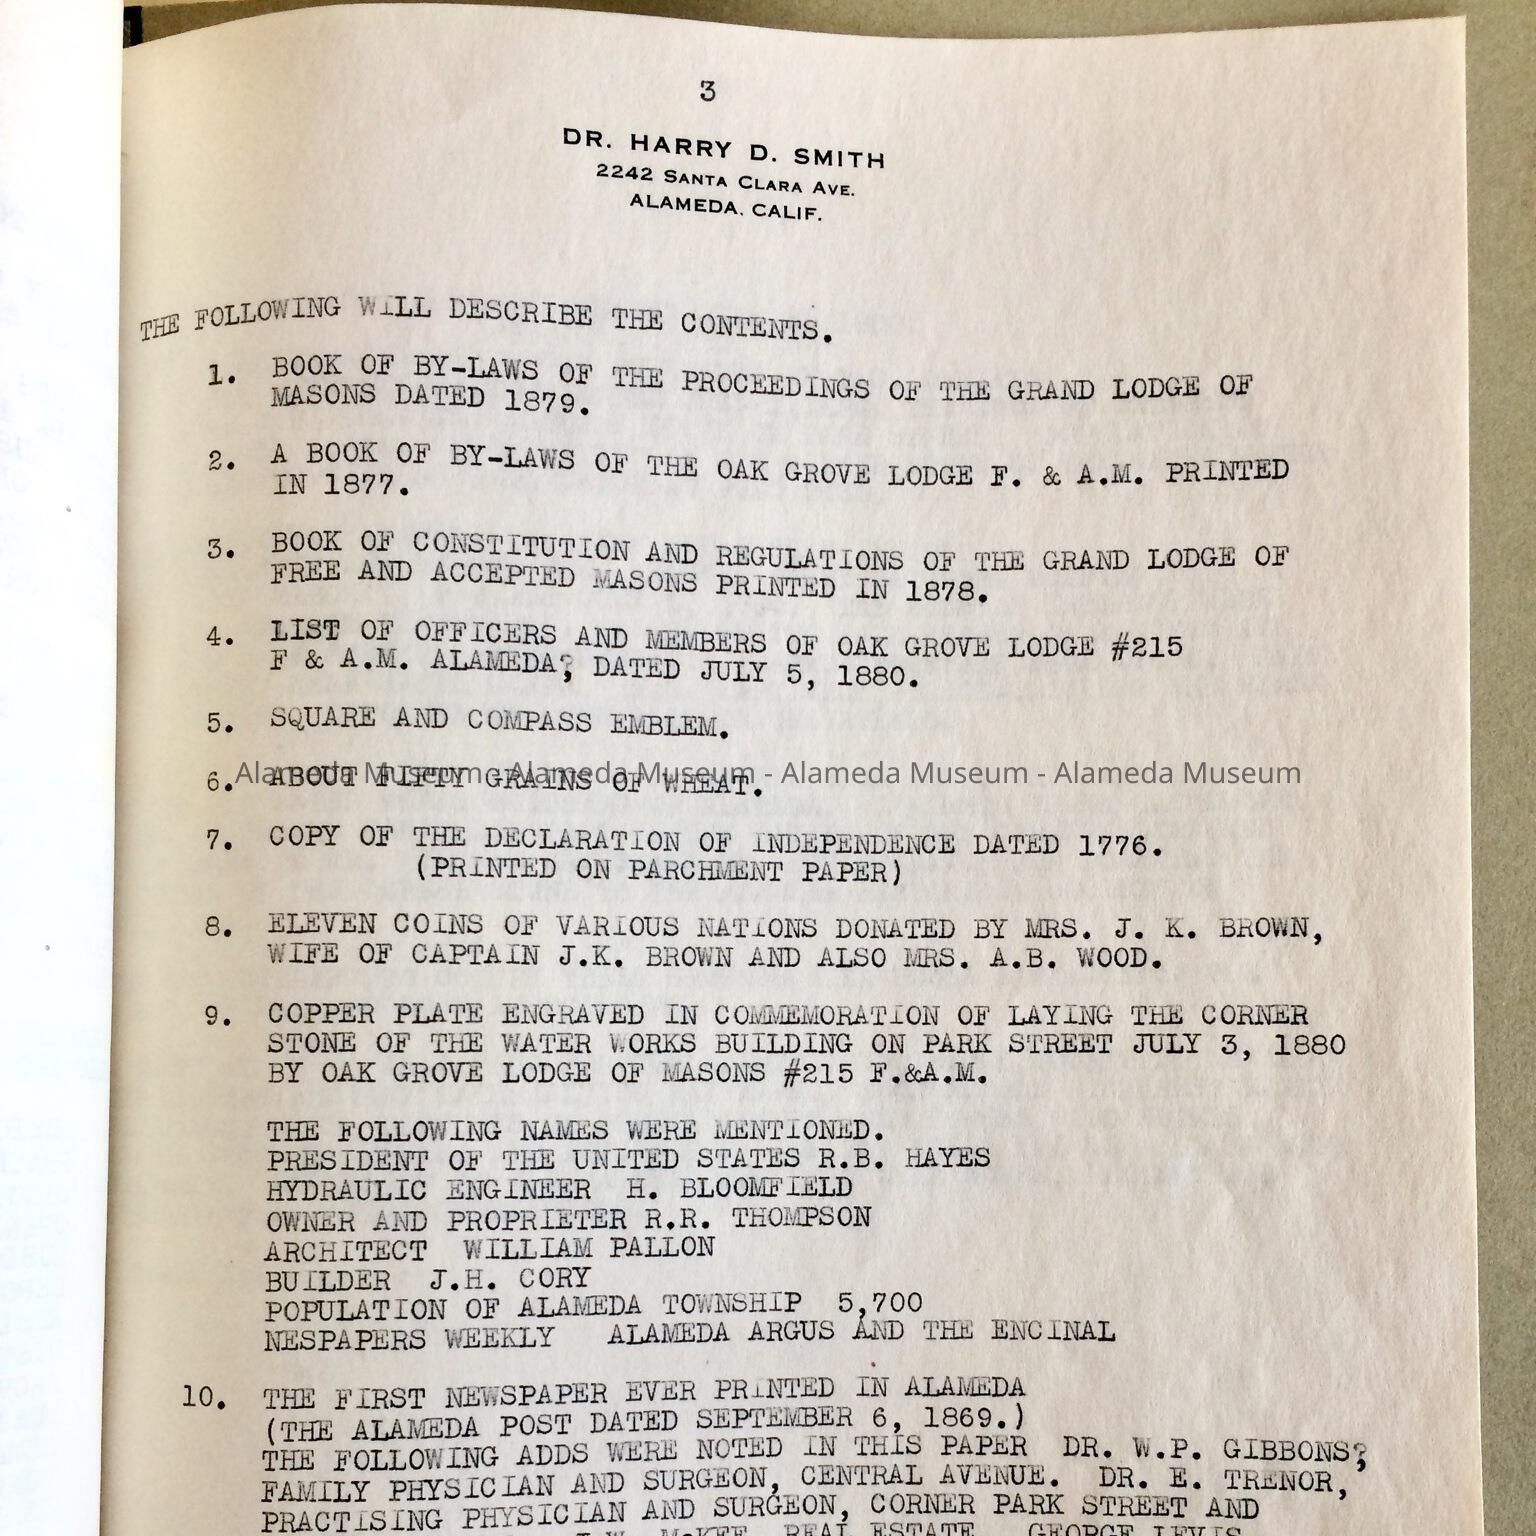 3
DR. HARRY D. SMITH
2242 SANTA CLARA AVE.
ALAMEDA, CALIF.
THE FOLLOWING WILL DESCRIBE THE CONTENTS.
1. BOOK OF BY-LAWS OF THE PROCEEDINGS OF THE GRAND LODGE OF
MASONS DATED 1879.
2. A BOOK OF BY-LAWS OF THE OAK GROVE LODGE F. & A.M. PRINTED
IN 1877.
3. BOOK OF CONSTITUTION AND REGULATIONS OF THE GRAND LODGE OF
FREE AND ACCEPTED MASONS PRINTED IN 1878.
4. LIST OF OFFICERS AND MEMBERS OF OAK GROVE LODGE #215
F & A.M. ALAMEDA, DATED JULY 5, 1880.
5. SQUARE AND COMPASS EMBLEM.
6. ABOUT FIFTY GRAINS OF WHEAT.
Alameda Museum - Alameda Museum - Alameda Museum - Alameda Museum
7. COPY OF THE DECLARATION OF INDEPENDENCE DATED 1776.
(PRINTED ON PARCHMENT PAPER)
8. ELEVEN COINS OF VARIOUS NATIONS DONATED BY MRS. J. K. BROWN,
WIFE OF CAPTAIN J.K. BROWN AND ALSO MRS. A.B. WOOD.
9. COPPER PLATE ENGRAVED IN COMMEMORATION OF LAYING THE CORNER
STONE OF THE WATER WORKS BUILDING ON PARK STREET JULY 3, 1880
BY OAK GROVE LODGE OF MASONS #215 F.&A.M.
THE FOLLOWING NAMES WERE MENTIONED.
PRESIDENT OF THE UNITED STATES R.B. HAYES
HYDRAULIC ENGINEER H. BLOOMFIELD
OWNER AND PROPRIETER R.R. THOMPSON
ARCHITECT WILLIAM PALLON
BUILDER J.H. CORY
POPULATION OF ALAMEDA TOWNSHIP 5,700
NESPAPERS WEEKLY ALAMEDA ARGUS AND THE ENCINAL
10. THE FIRST NEWSPAPER EVER PRINTED IN ALAMEDA
(THE ALAMEDA POST DATED SEPTEMBER 6, 1869.)
THE FOLLOWING ADDS WERE NOTED IN THIS PAPER DR. W.P. GIBBONS,
FAMILY PHYSICIAN AND SURGEON, CENTRAL AVENUE. DR. E. TRENOR,
PRACTISING PHYSICIAN AND SURGEON, CORNER PARK STREET AND
J.W. McKEE REAL ESTATE GEORGE LEVIS